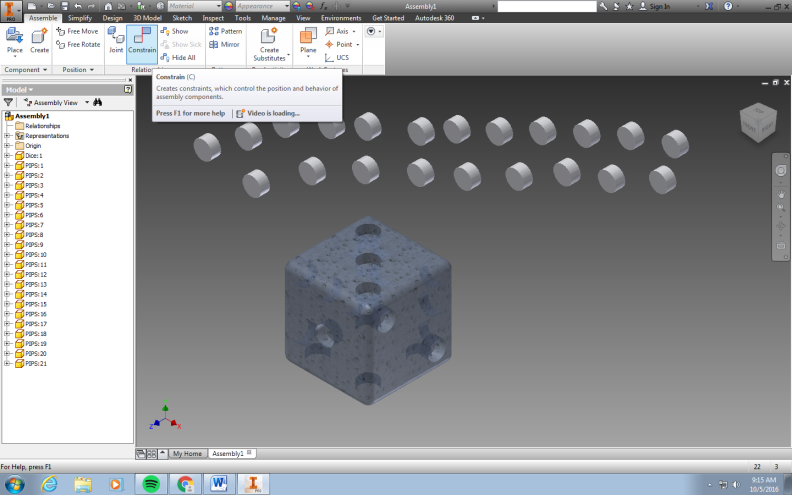 Material
Appearance
Assembly1
Sign In
PRO
Assemble Simplify Design 3D Model Sketch Inspect Tools Manage View Environments Get Started Autodesk 360
Place
Create
Free Move
Free Rotate
Joint
Constrain
Show
Show Sick
Hide All
Pattern
Mirror
Create
Substitutes
Plane
Axis
Point
UCS
Component Position
Constrain (C)
Creates constraints, which control the position and behavior of
assembly components.
Press F1 for more help
Video is loading...
Model
Assembly View
Assembly1
Relationships
Representations
Origin
Dice:1
PIPS:1
PIPS:2
PIPS:3
PIPS:4
PIPS:5
PIPS:6
PIPS:7
PIPS:8
PIPS:9
PIPS:10
PIPS:11
PIPS:12
PIPS:13
PIPS:14
PIPS:15
PIPS:16
PIPS:17
PIPS:18
PIPS:19
PIPS:20
PIPS:21
Z
X
My Home
Assembly1
For Help, press F1
22 3
9:15 AM
10/5/2016